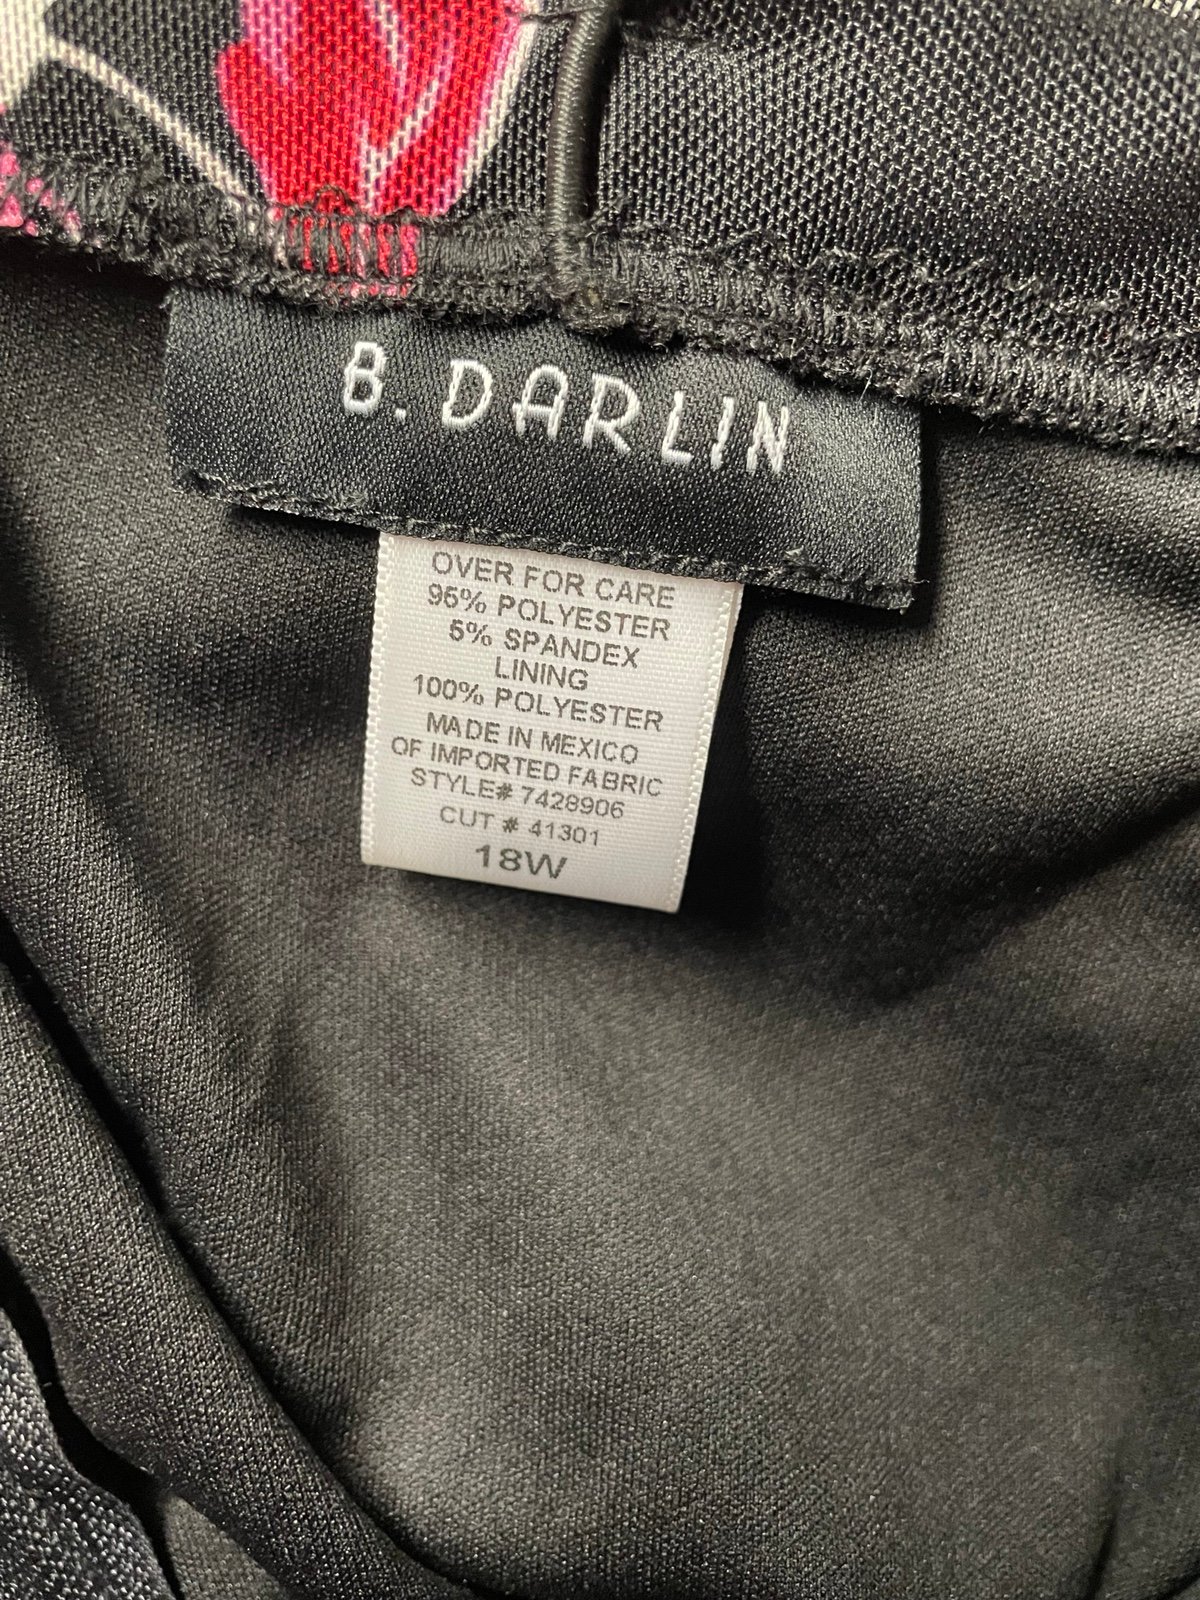 B. DARLIN
OVER FOR CARE
95% POLYESTER
5% SPANDEX
LINING
100% POLYESTER
MADE IN MEXICO
OF IMPORTED FABRIC
STYLE# 7428906
CUT # 41301
18W